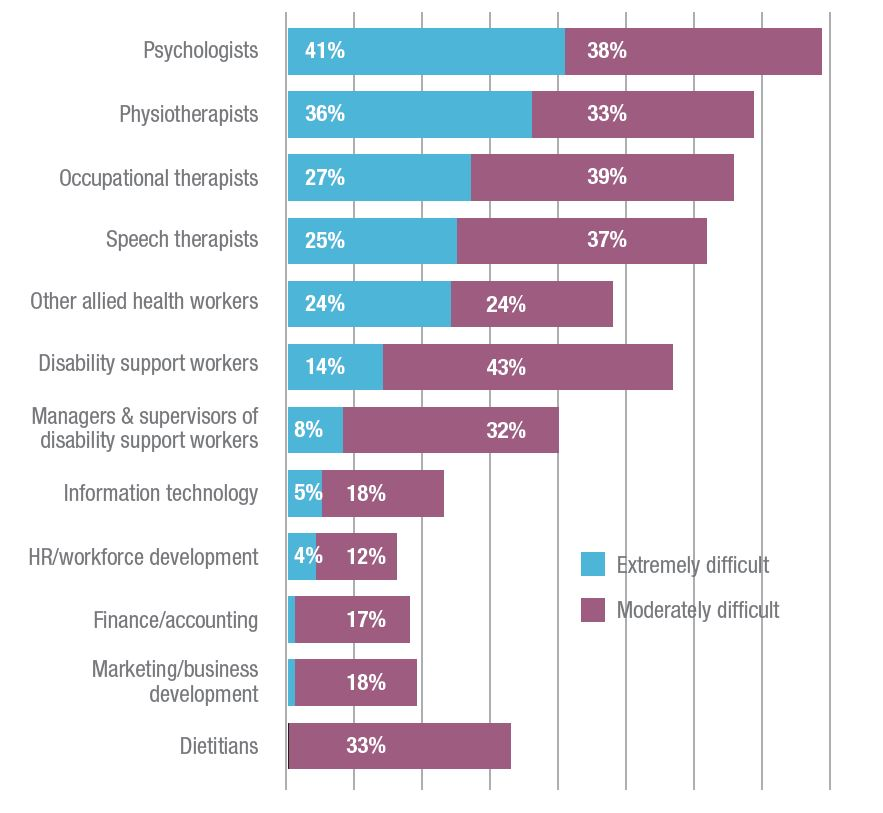 Psychologists 41% 38%
Physiotherapists 36% 33%
Occupational therapists 27% 39%
Speech therapists 25% 37%
Other allied health workers 24% 24%
Disability support workers 14% 43%
Managers & supervisors of
disability support workers 8% 32%
Information technology 5% 18%
HR/workforce development 4% 12%
Extremely difficult
Moderately difficult
Finance/accounting 17%
Marketing/business
development 18%
Dietitians 33%